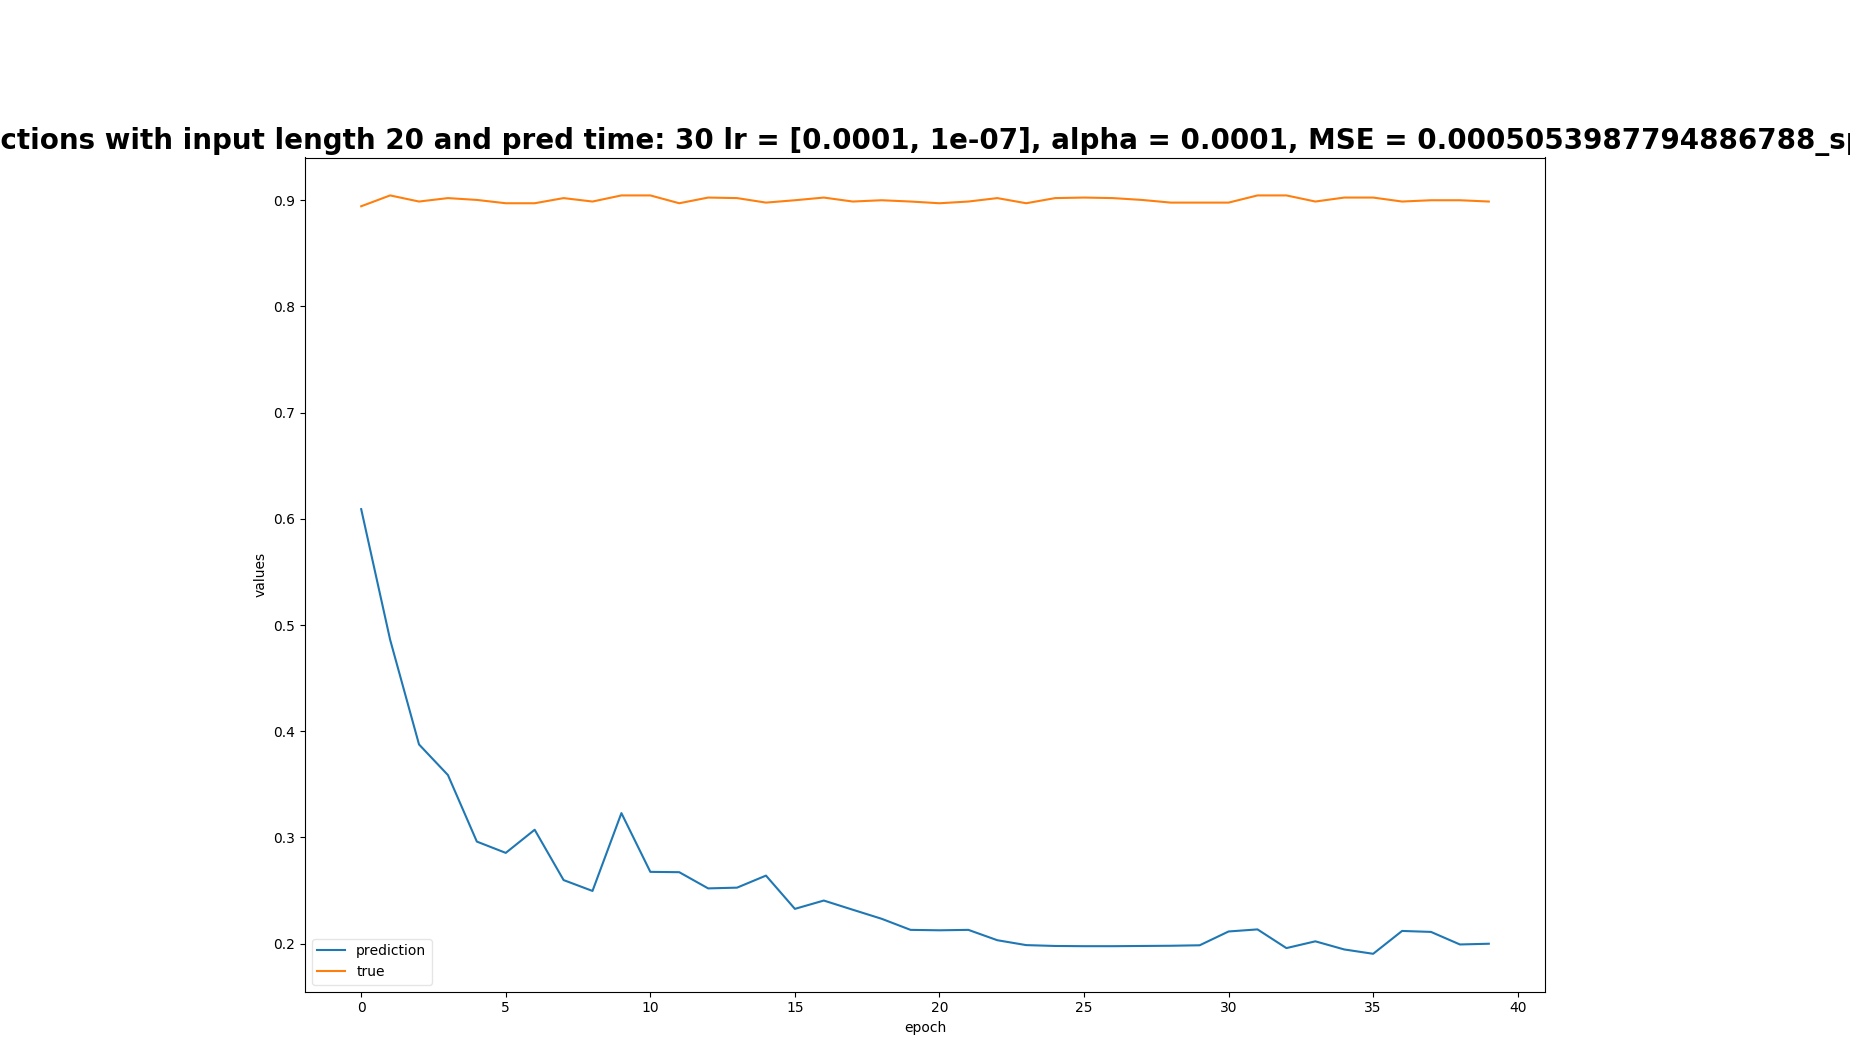 ctions with input length 20 and pred time: 30 lr = [0.0001, 1e-07], alpha = 0.0001, MSE = 0.0005053987794886788_sp
0.9
0.8
0.7
0.6
0.5
0.4
0.3
0.2
values
prediction
true
0 5 10 15 20 25 30 35 40
epoch